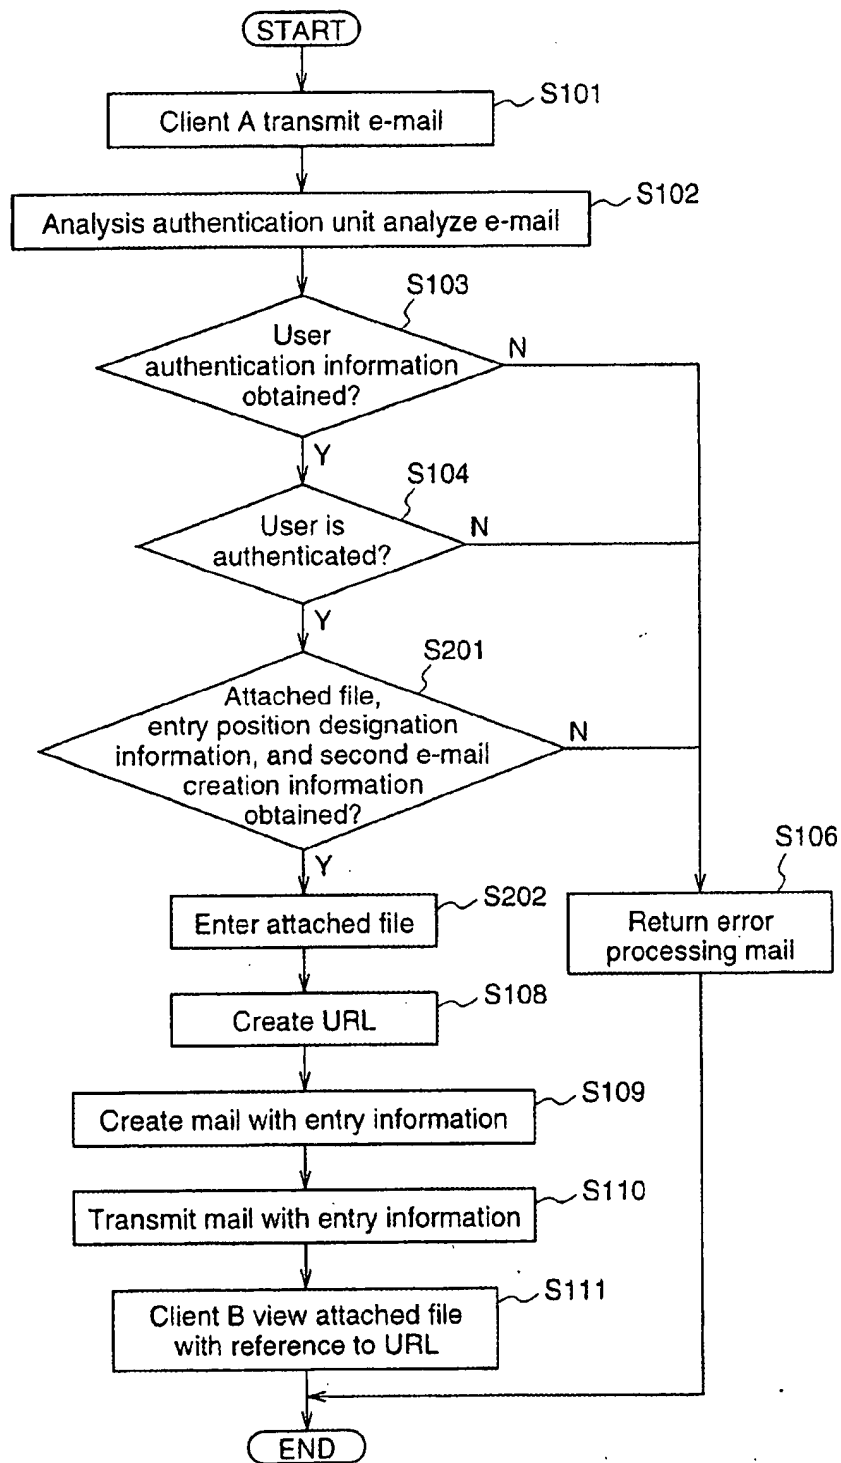 START
S101
Client A transmit e-mail
S102
Analysis authentication unit analyze e-mail
S103
User
authentication information
obtained?
N
Y
S104
User is
authenticated?
N
Y
S201
Attached file,
entry position designation
information, and second e-mail
creation information
obtained?
N
Y
S106
Return error
processing mail
S202
Enter attached file
S108
Create URL
S109
Create mail with entry information
S110
Transmit mail with entry information
S111
Client B view attached file
with reference to URL
END